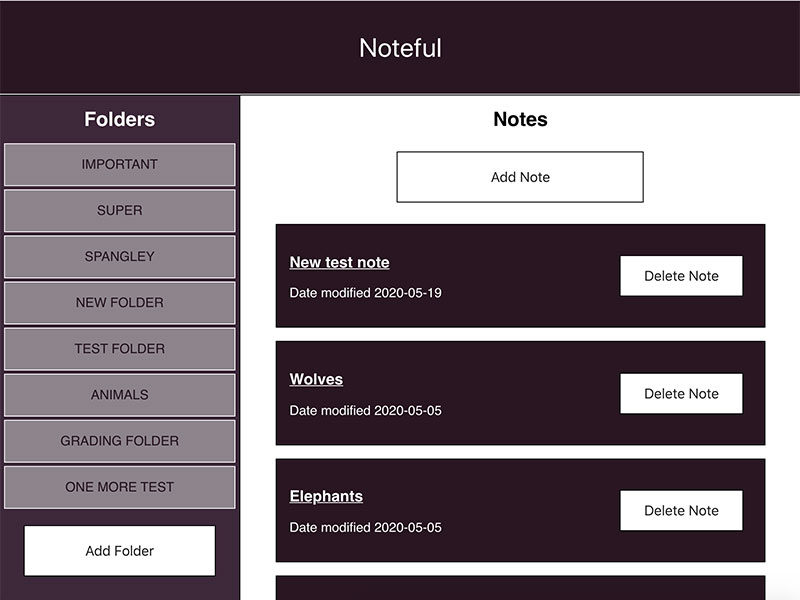 Noteful
Folders
IMPORTANT
SUPER
SPANGLEY
NEW FOLDER
TEST FOLDER
ANIMALS
GRADING FOLDER
ONE MORE TEST
Add Folder
Notes
Add Note
New test note
Date modified 2020-05-19
Delete Note
Wolves
Date modified 2020-05-05
Delete Note
Elephants
Date modified 2020-05-05
Delete Note